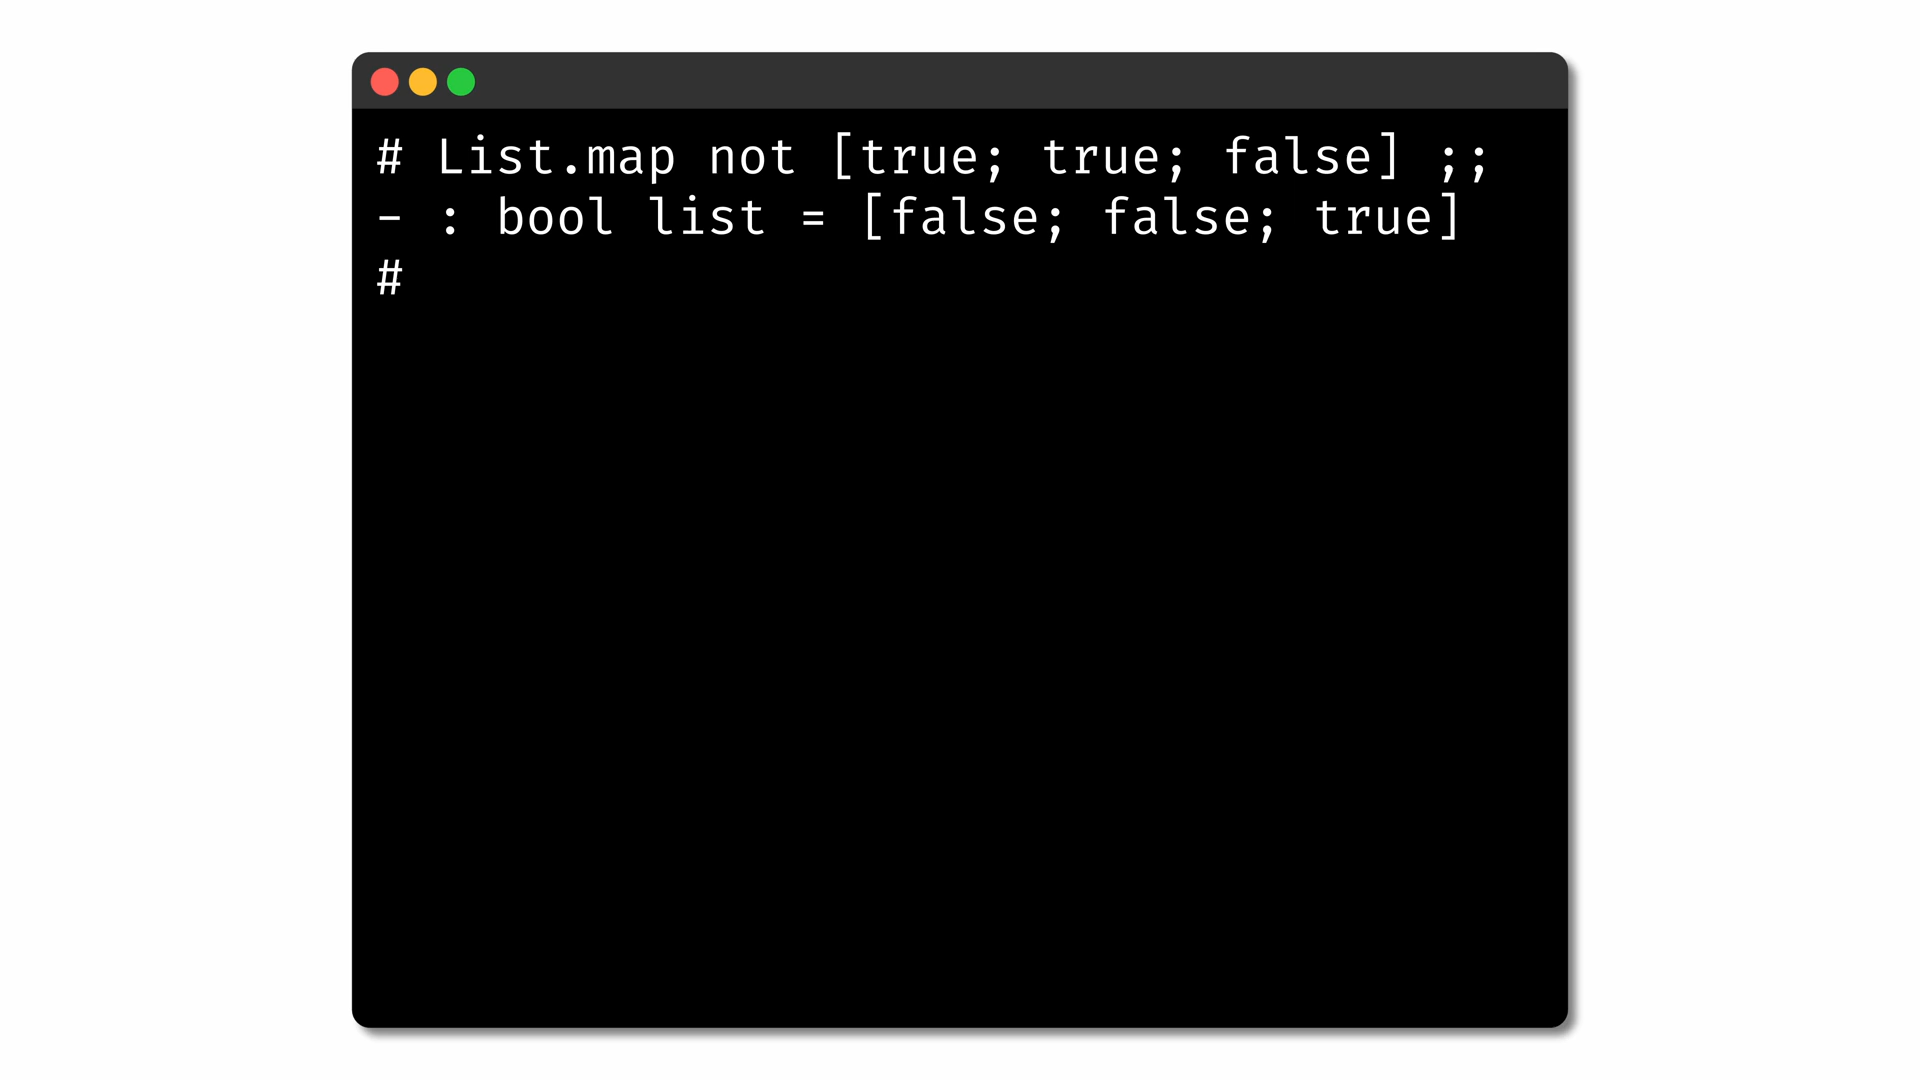 # List.map not [true; true; false] ;;
- : bool list = [false; false; true]
#